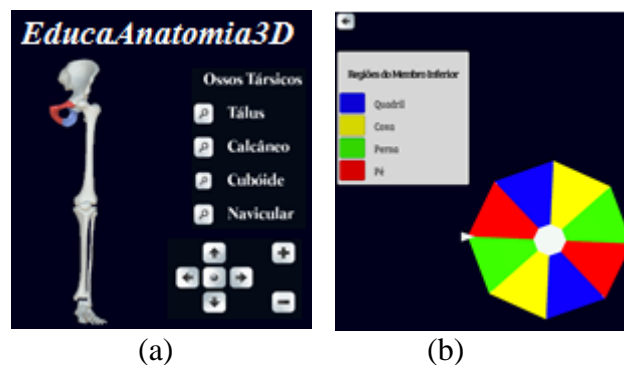 EducaAnatomia3D
Ossos Társicos
Tálus
Calcâneo
Cubóide
Navicular
(a)
Regiões do Membro Inferior
Quadril
Coxa
Perna
Pé
(b)